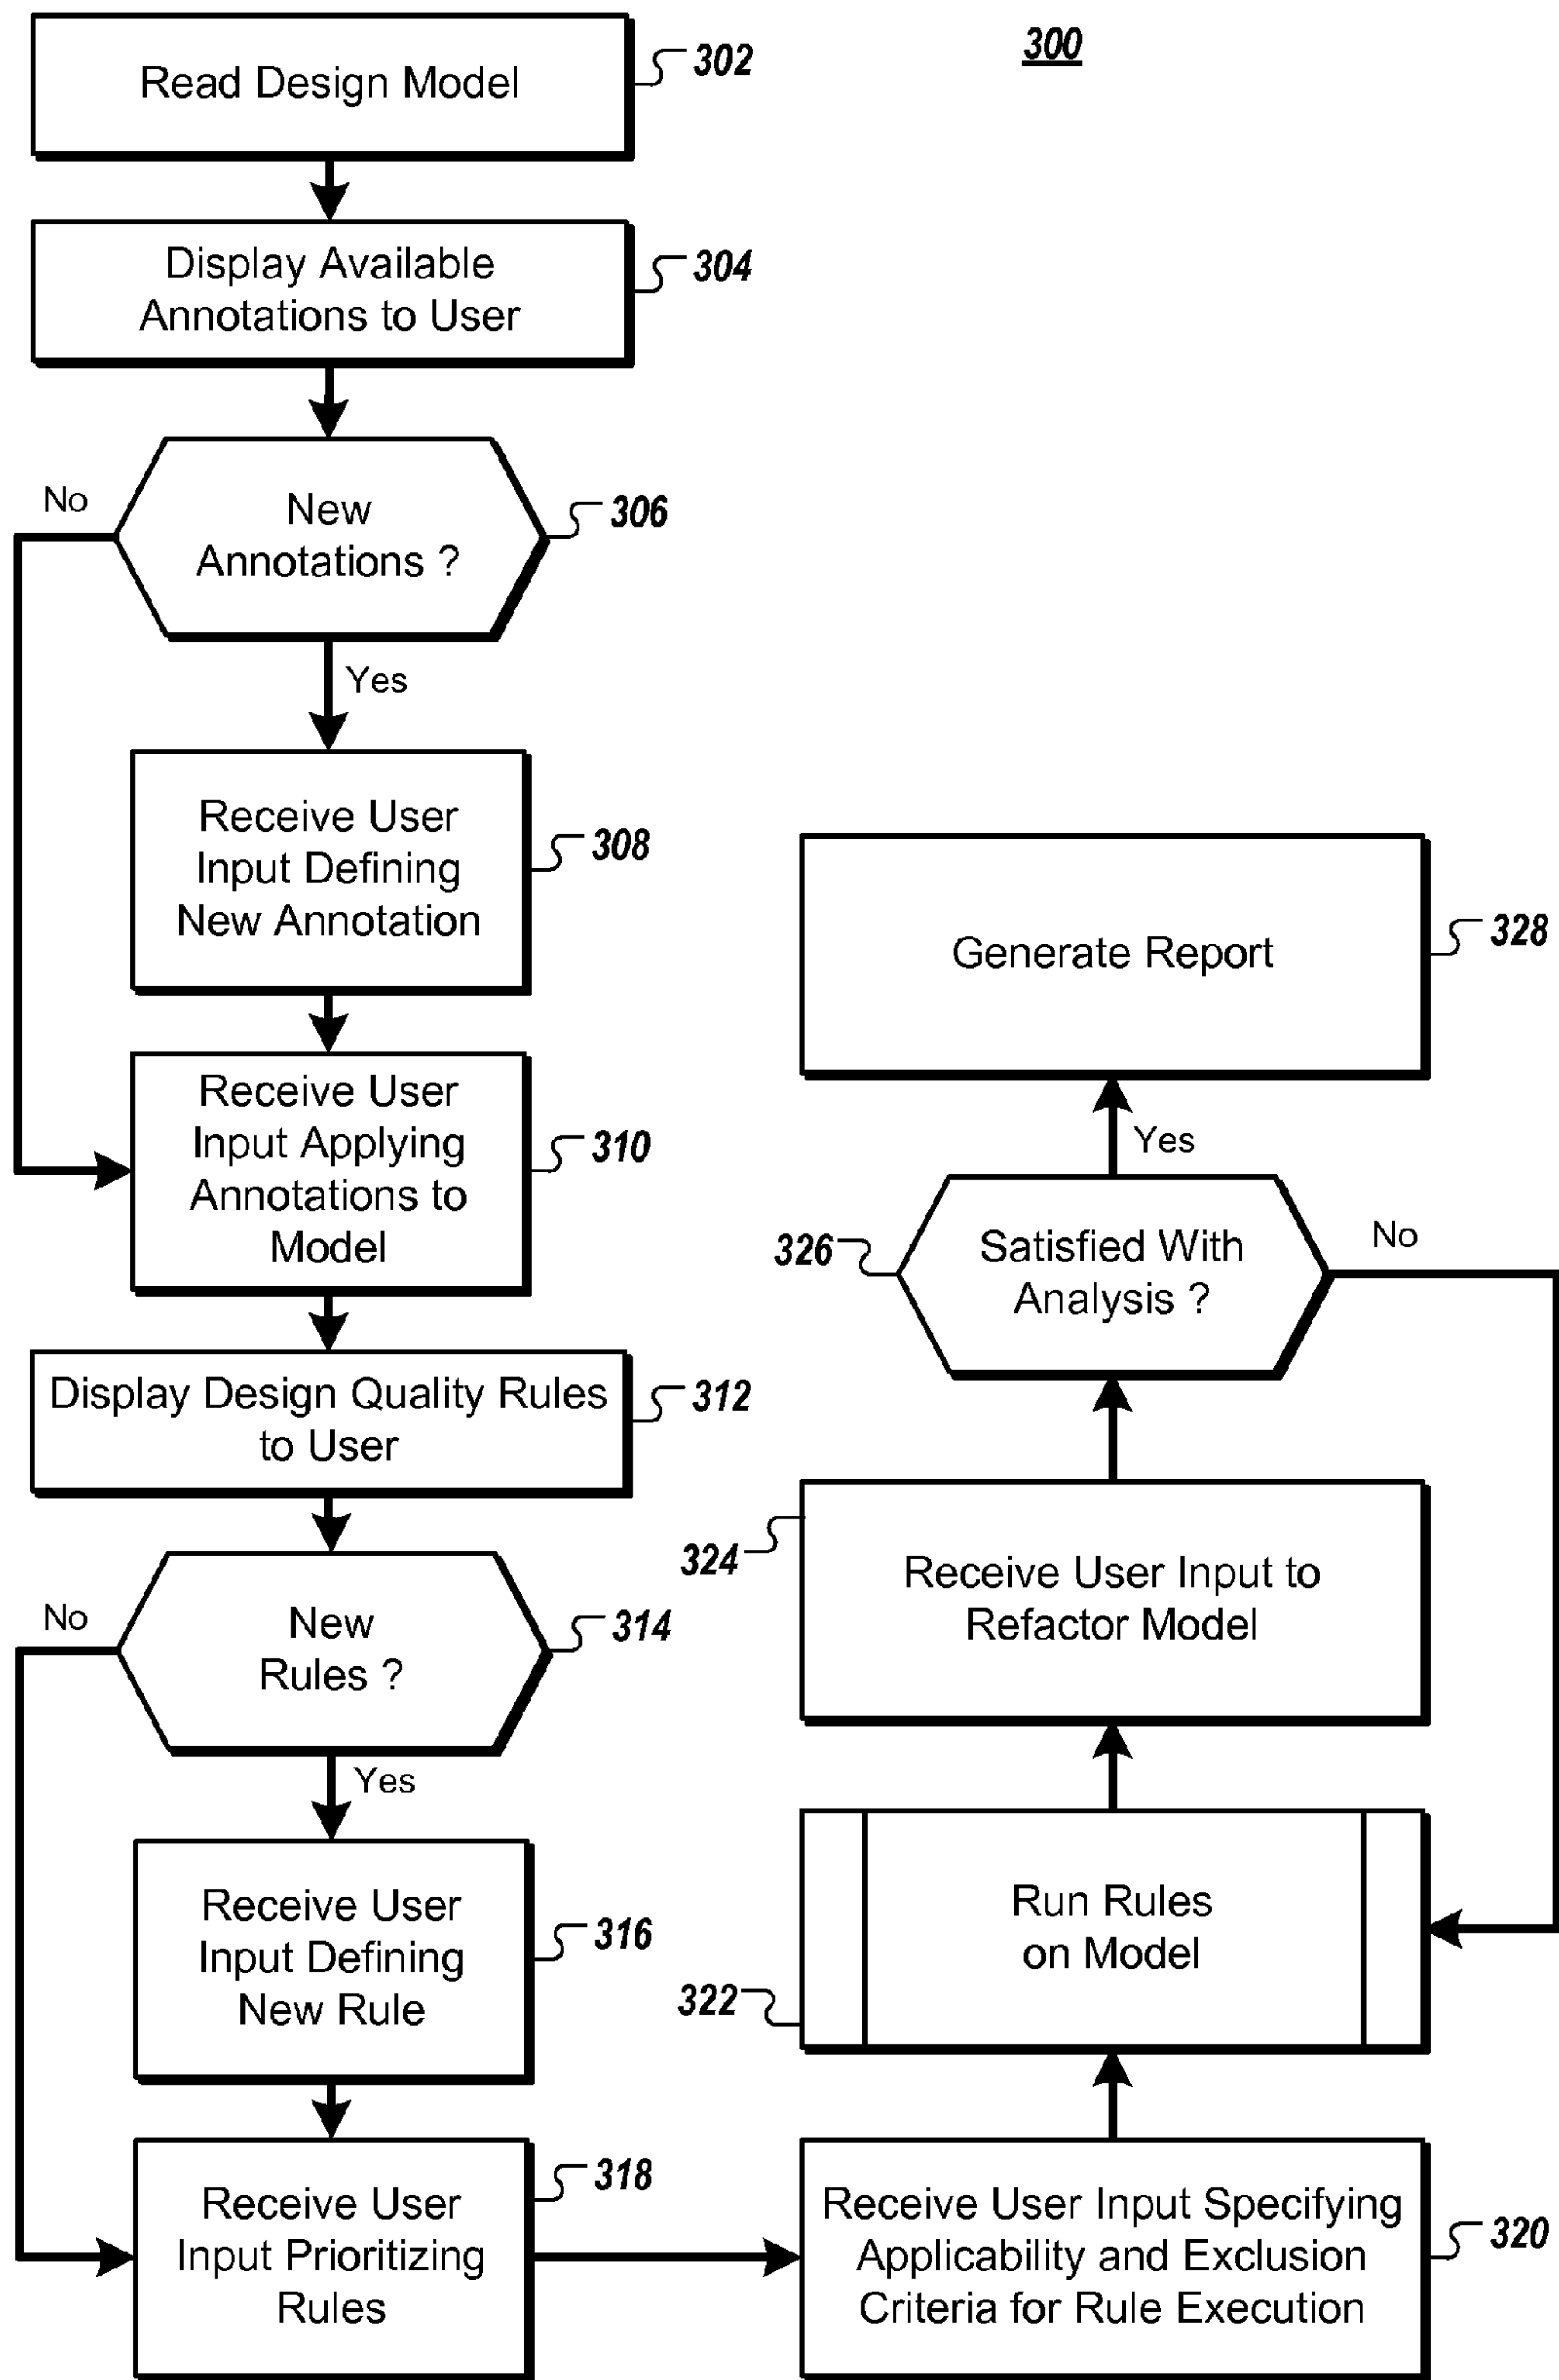 300
Read Design Model
302
Display Available
Annotations to User
304
New
Annotations ?
306
No
Yes
Receive User
Input Defining
New Annotation
308
Receive User
Input Applying
Annotations to
Model
310
Display Design Quality Rules
to User
312
New
Rules ?
314
No
Yes
Receive User
Input Defining
New Rule
316
Receive User
Input Prioritizing
Rules
318
Receive User Input Specifying
Applicability and Exclusion
Criteria for Rule Execution
320
Run Rules
on Model
322
Receive User Input to
Refactor Model
324
Satisfied With
Analysis ?
326
No
Yes
Generate Report
328